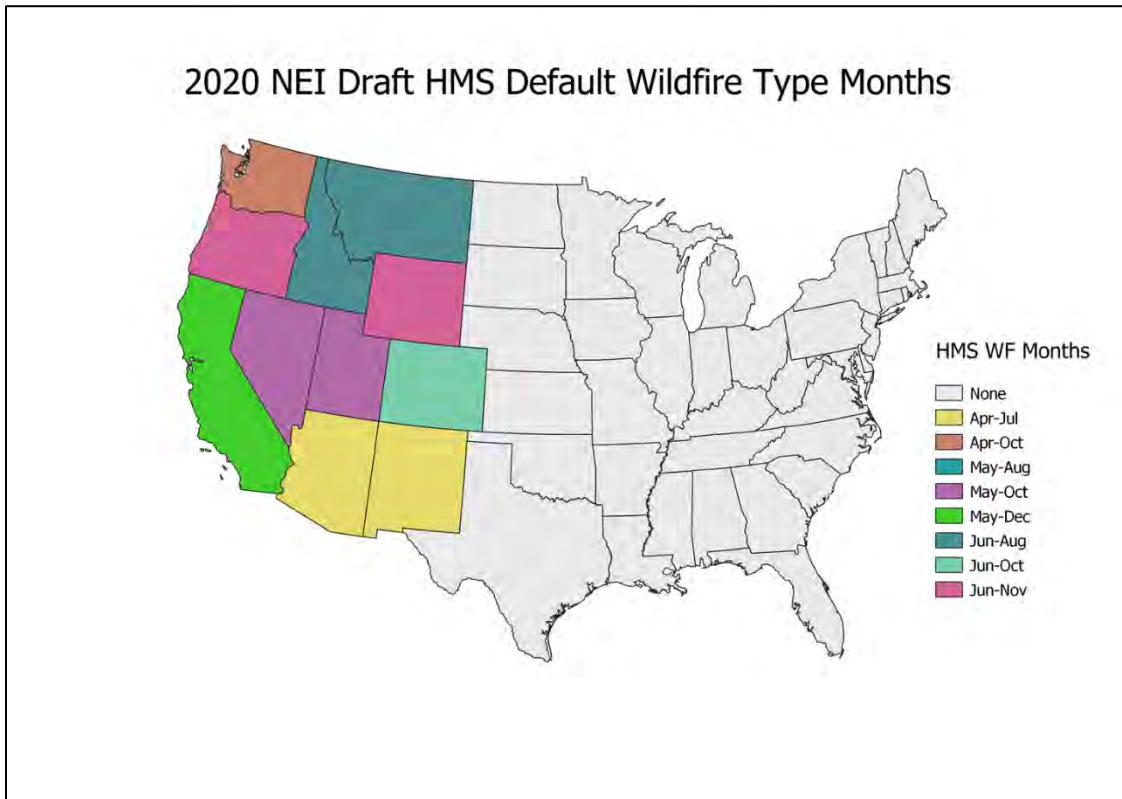 2020 NEI Draft HMS Default Wildfire Type Months
HMS WF Months
None
Apr-Jul
Apr-Oct
May-Aug
May-Oct
May-Dec
Jun-Aug
Jun-Oct
Jun-Nov